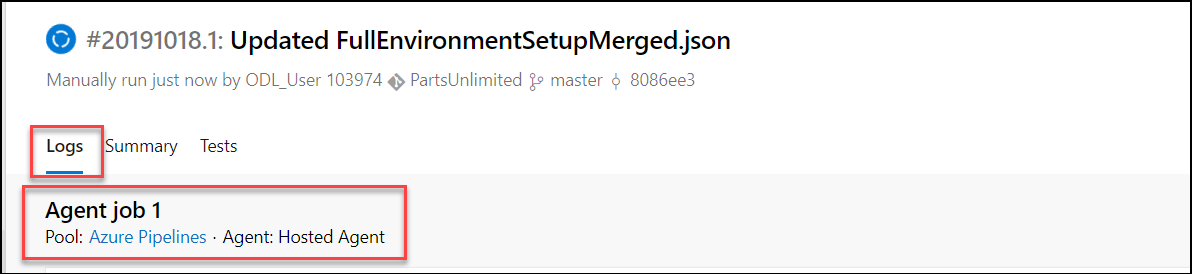 #20191018.1: Updated FullEnvironmentSetupMerged.json
Manually run just now by ODL_User 103974 PartsUnlimited master 8086ee3
Logs Summary Tests
Agent job 1
Pool: Azure Pipelines · Agent: Hosted Agent